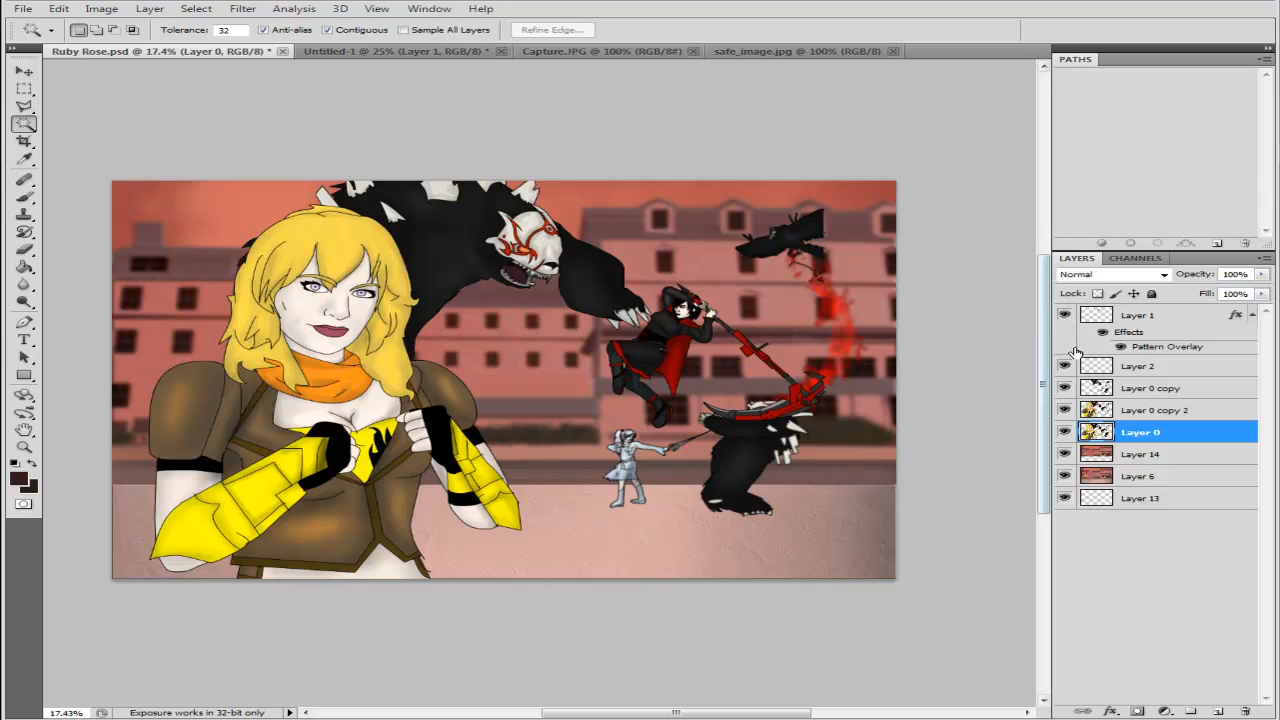 File Edit Image Layer Select Filter Analysis 3D View Window Help
Tolerance: 32 Anti-alias Contiguous Sample All Layers Refine Edge...
Ruby Rose.psd @ 17.4% (Layer 0, RGB/8) * Untitled-1 @ 25% (Layer 1, RGB/8) * Capture.JPG @ 100% (RGB/8#) safe_image.jpg @ 100% (RGB/8)
PATHS
LAYERS CHANNELS
Normal Opacity: 100%
Lock: Fill: 100%
Layer 1 fx
Effects
Pattern Overlay
Layer 2
Layer 0 copy
Layer 0 copy 2
Layer 0
Layer 14
Layer 6
Layer 13
17.43% Exposure works in 32-bit only